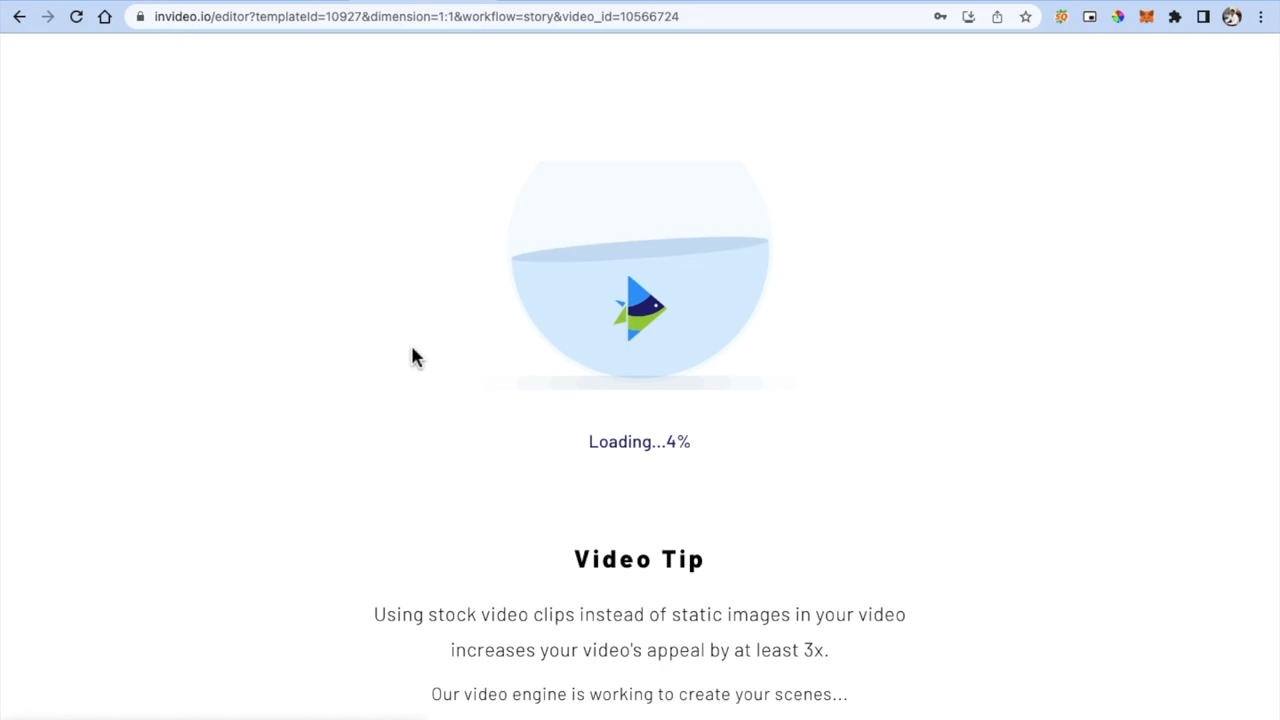 invideo.io/editor?templateId=10927&dimension=1:1&workflow=story&video_id=10566724
Loading...4%
Video Tip
Using stock video clips instead of static images in your video
increases your video's appeal by at least 3x.
Our video engine is working to create your scenes...